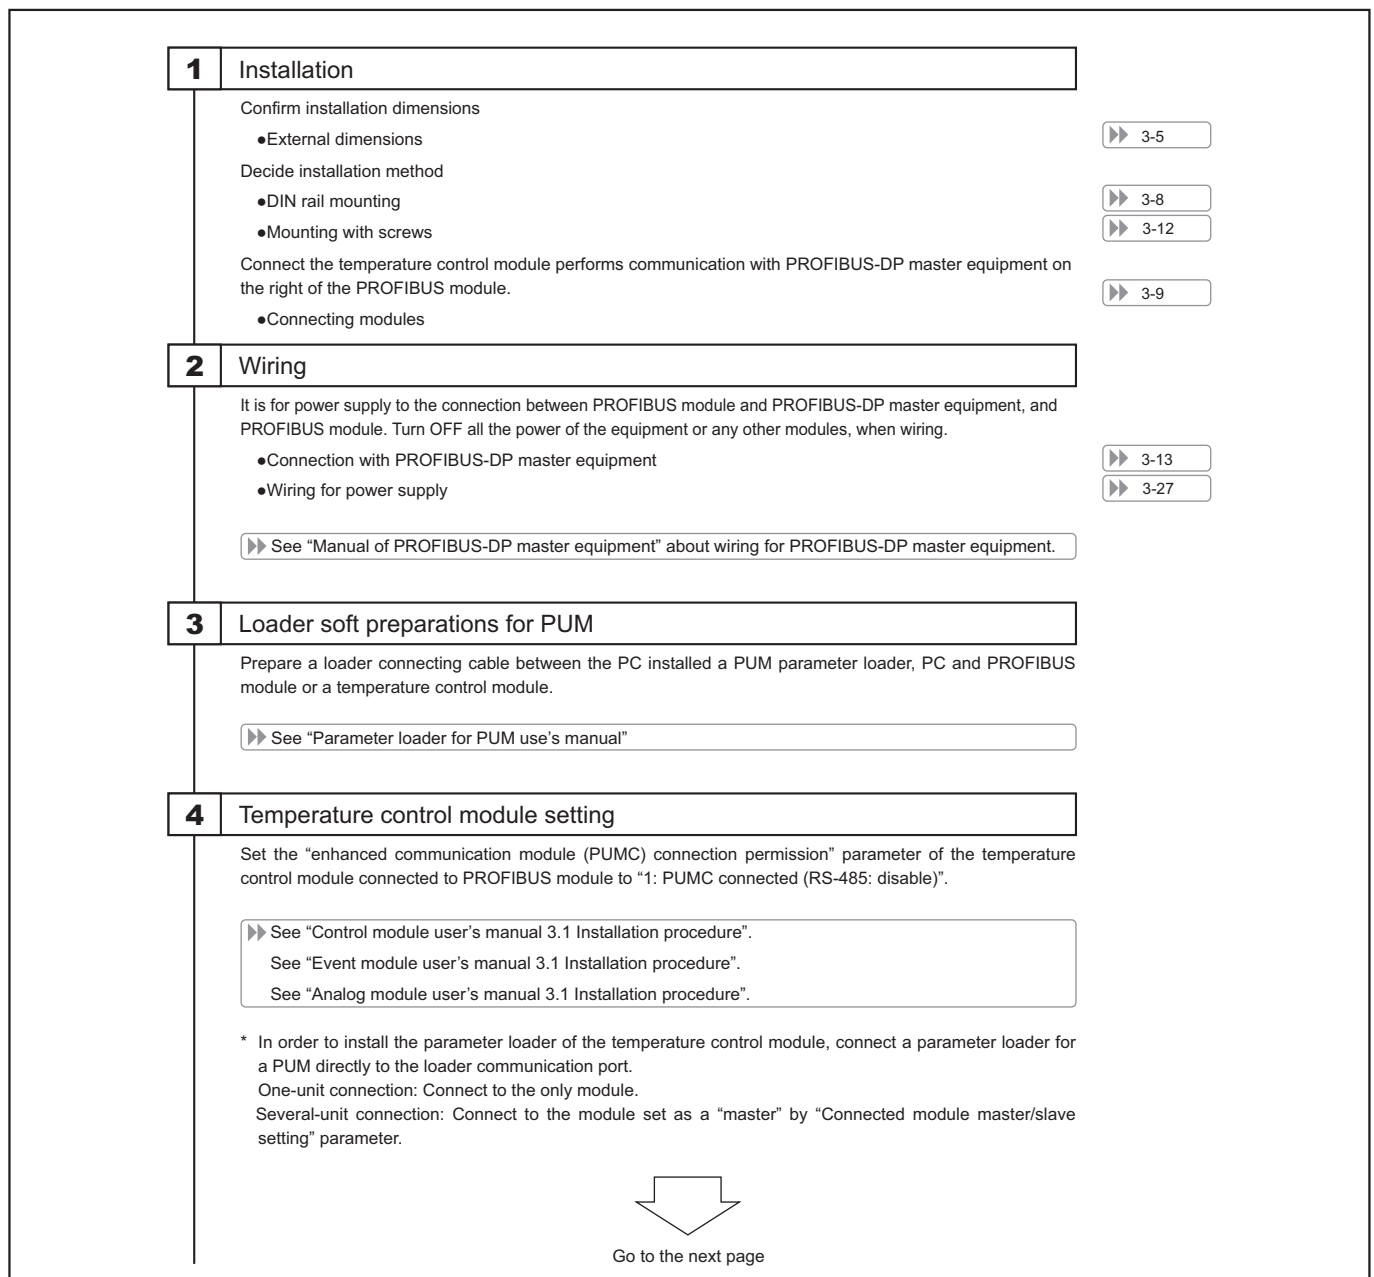 1 Installation
Confirm installation dimensions
●External dimensions 3-5
Decide installation method
●DIN rail mounting 3-8
●Mounting with screws 3-12
Connect the temperature control module performs communication with PROFIBUS-DP master equipment on
the right of the PROFIBUS module. 3-9
●Connecting modules
2 Wiring
It is for power supply to the connection between PROFIBUS module and PROFIBUS-DP master equipment, and
PROFIBUS module. Turn OFF all the power of the equipment or any other modules, when wiring.
●Connection with PROFIBUS-DP master equipment 3-13
●Wiring for power supply 3-27
See “Manual of PROFIBUS-DP master equipment” about wiring for PROFIBUS-DP master equipment.
3 Loader soft preparations for PUM
Prepare a loader connecting cable between the PC installed a PUM parameter loader, PC and PROFIBUS
module or a temperature control module.
See “Parameter loader for PUM use's manual”
4 Temperature control module setting
Set the “enhanced communication module (PUMC) connection permission” parameter of the temperature
control module connected to PROFIBUS module to “1: PUMC connected (RS-485: disable)”.
See “Control module user's manual 3.1 Installation procedure”.
See “Event module user's manual 3.1 Installation procedure”.
See “Analog module user's manual 3.1 Installation procedure”.
* In order to install the parameter loader of the temperature control module, connect a parameter loader for
a PUM directly to the loader communication port.
One-unit connection: Connect to the only module.
Several-unit connection: Connect to the module set as a “master” by “Connected module master/slave
setting” parameter.
Go to the next page